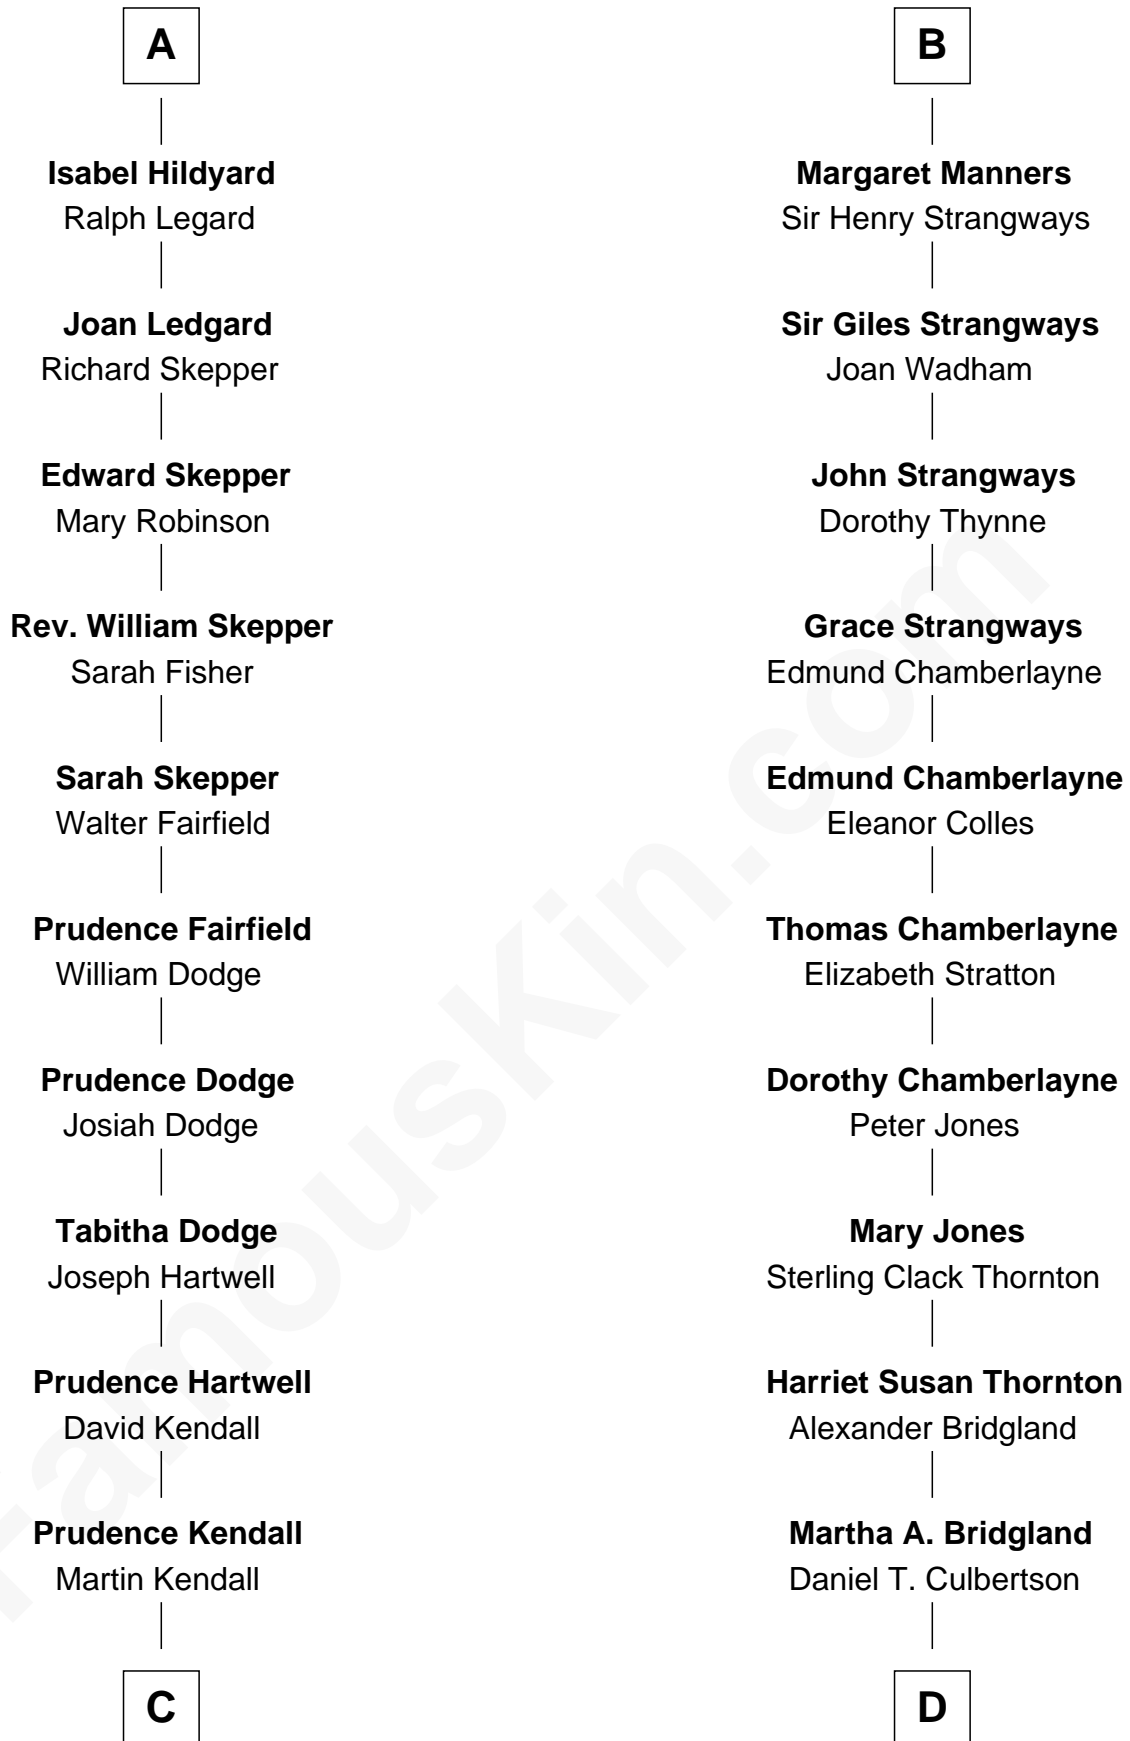 A
Isabel Hildyard
Ralph Legard
Joan Ledgard
Richard Skepper
Edward Skepper
Mary Robinson
Rev. William Skepper
Sarah Fisher
Sarah Skepper
Walter Fairfield
Prudence Fairfield
William Dodge
Prudence Dodge
Josiah Dodge
Tabitha Dodge
Joseph Hartwell
Prudence Hartwell
David Kendall
Prudence Kendall
Martin Kendall
C
B
Margaret Manners
Sir Henry Strangways
Sir Giles Strangways
Joan Wadham
John Strangways
Dorothy Thynne
Grace Strangways
Edmund Chamberlayne
Edmund Chamberlayne
Eleanor Colles
Thomas Chamberlayne
Elizabeth Stratton
Dorothy Chamberlayne
Peter Jones
Mary Jones
Sterling Clack Thornton
Harriet Susan Thornton
Alexander Bridgland
Martha A. Bridgland
Daniel T. Culbertson
D
FamousKin.com